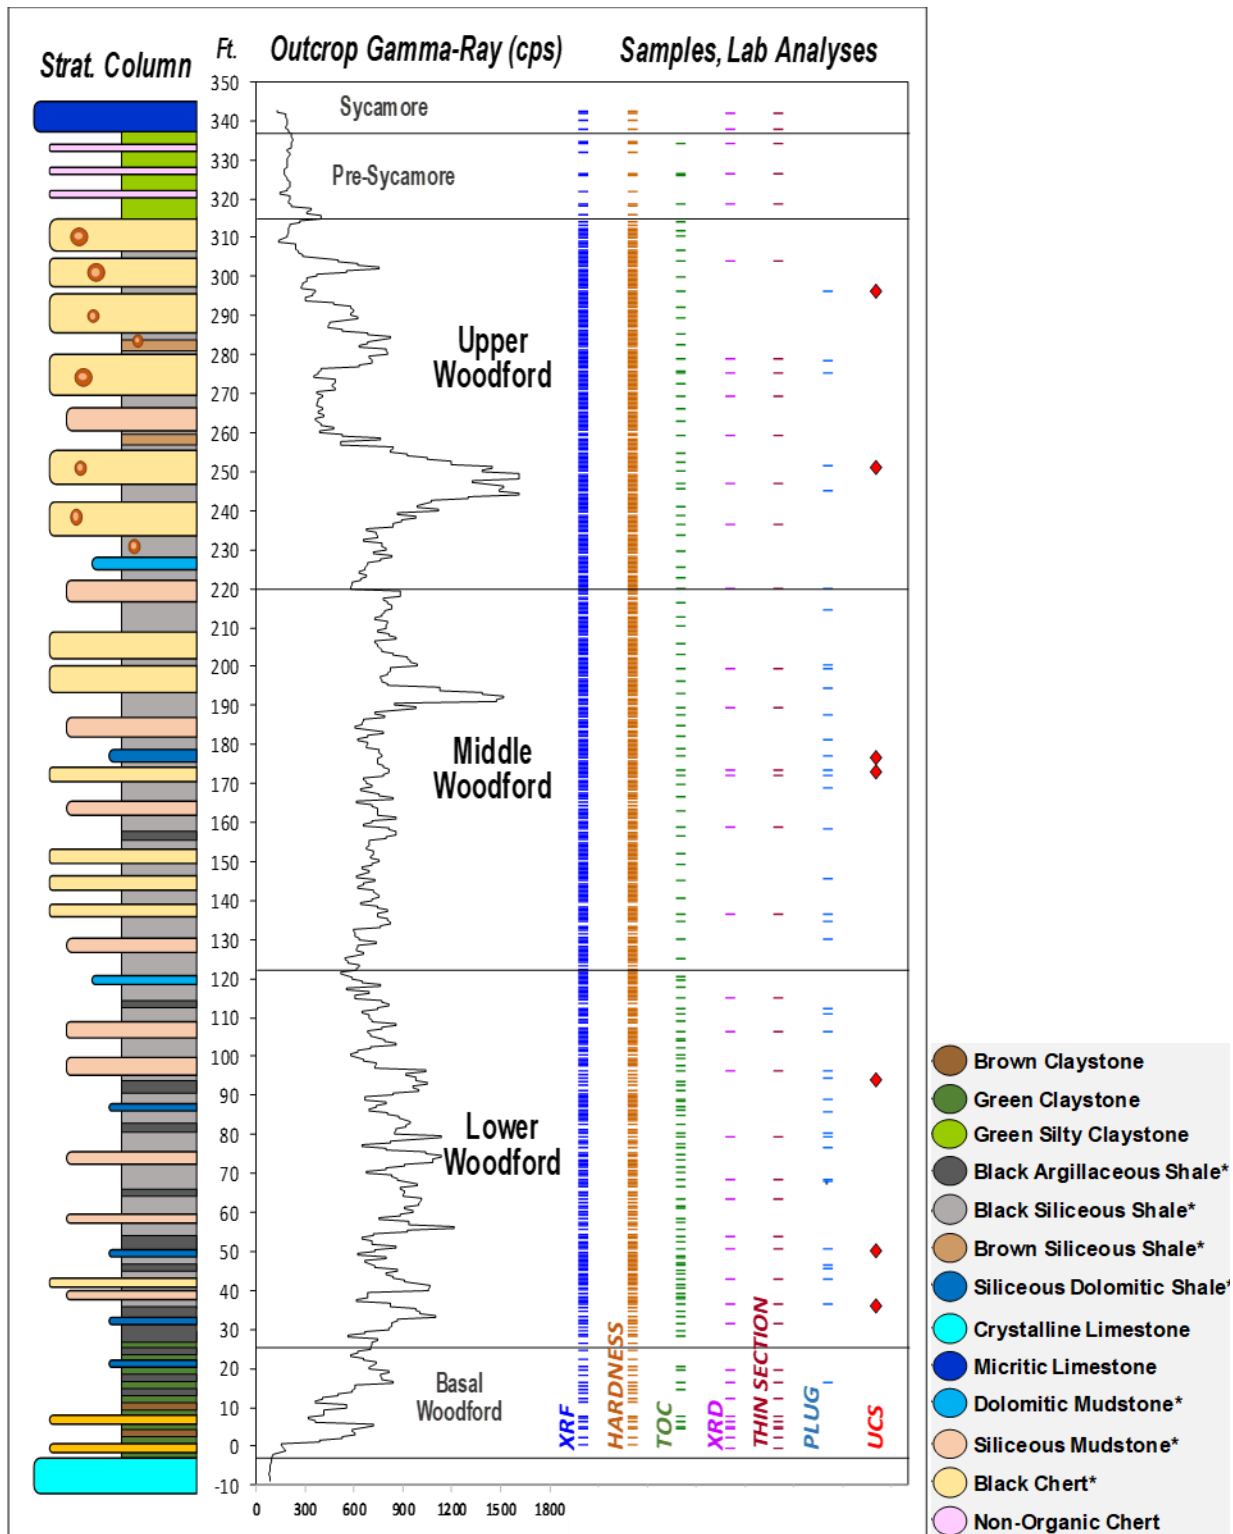 Strat. Column
Ft.
Outcrop Gamma-Ray (cps)
Samples, Lab Analyses
350
340
330
320
310
300
290
280
270
260
250
240
230
220
210
200
190
180
170
160
150
140
130
120
110
100
90
80
70
60
50
40
30
20
10
0
-10
Sycamore
Pre-Sycamore
Upper
Woodford
Middle
Woodford
Lower
Woodford
Basal
Woodford
XRF
HARDNESS
TOC
XRD
THIN SECTION
PLUG
UCS
0 300 600 900 1200 1500 1800
Brown Claystone
Green Claystone
Green Silty Claystone
Black Argillaceous Shale*
Black Siliceous Shale*
Brown Siliceous Shale*
Siliceous Dolomitic Shale*
Crystalline Limestone
Micritic Limestone
Dolomitic Mudstone*
Siliceous Mudstone*
Black Chert*
Non-Organic Chert